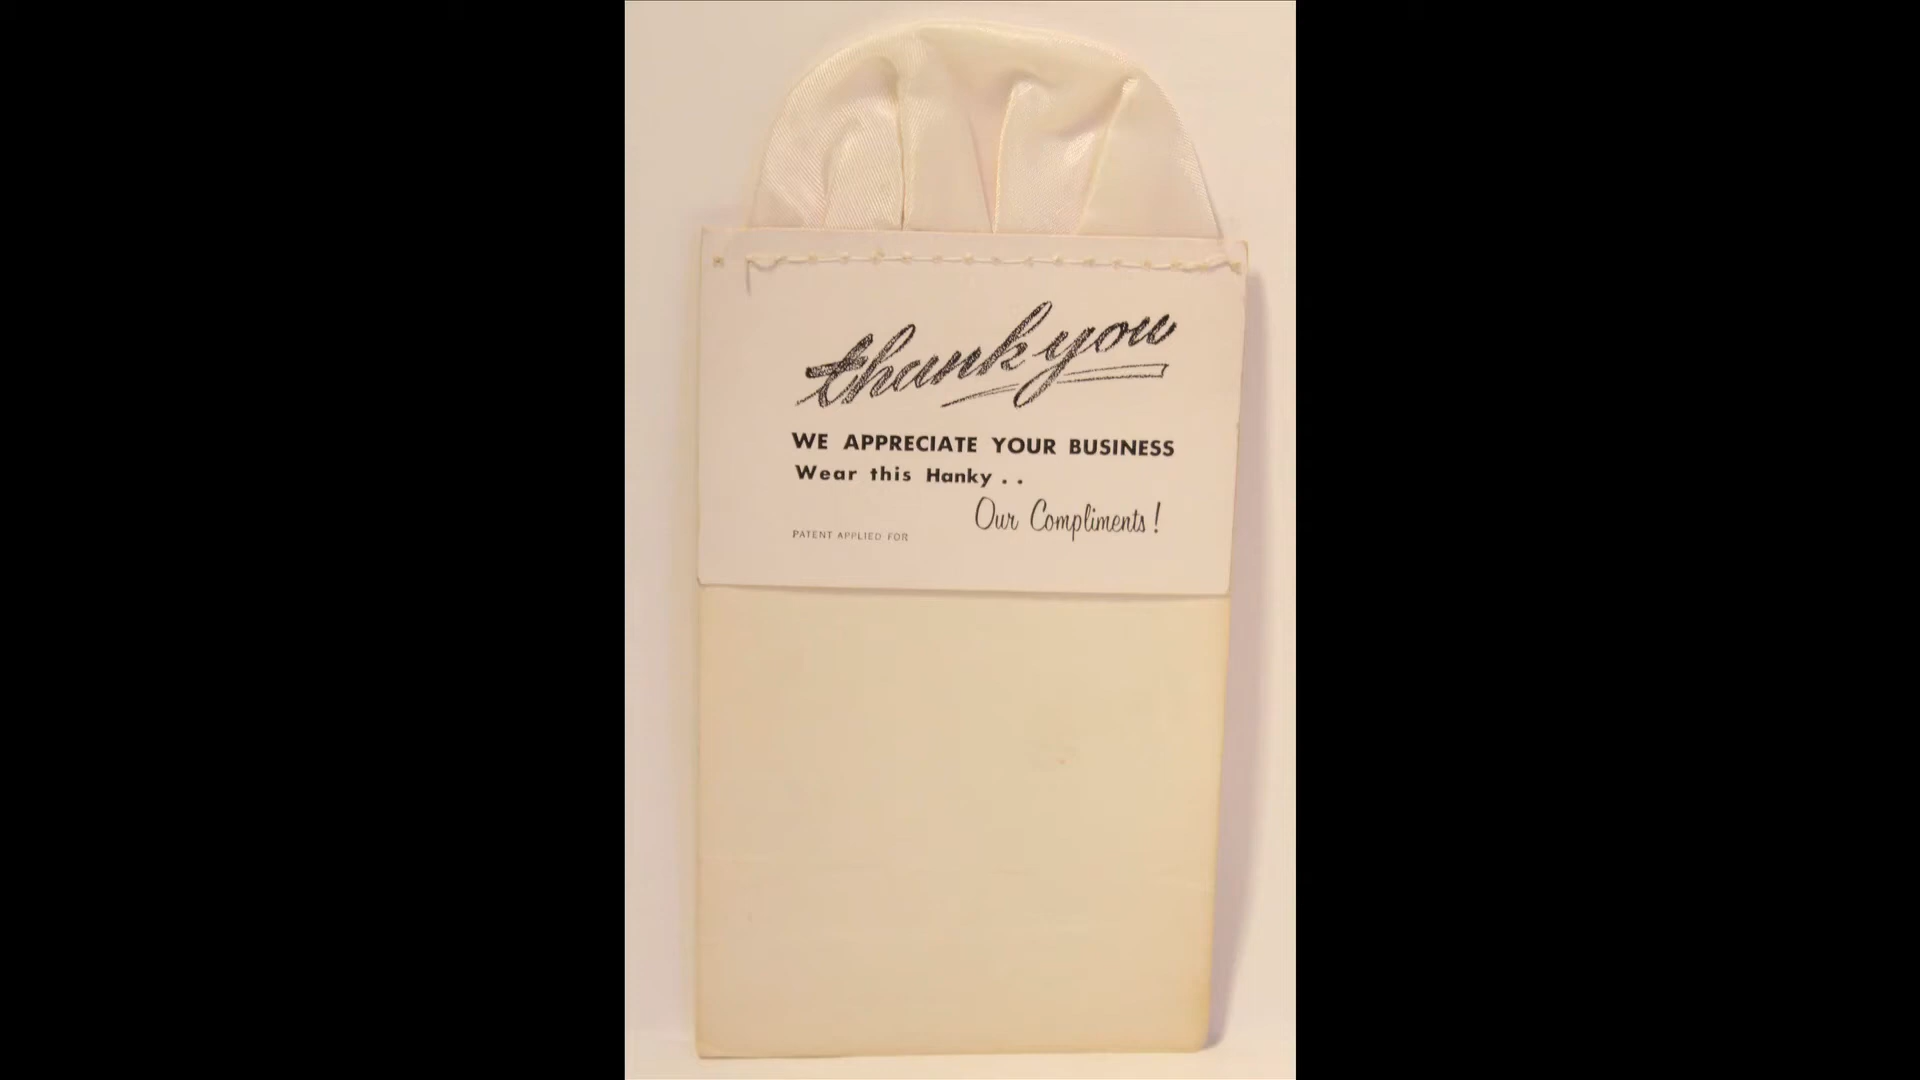 thank you
WE APPRECIATE YOUR BUSINESS
Wear this Hanky . .
Our Compliments!
PATENT APPLIED FOR